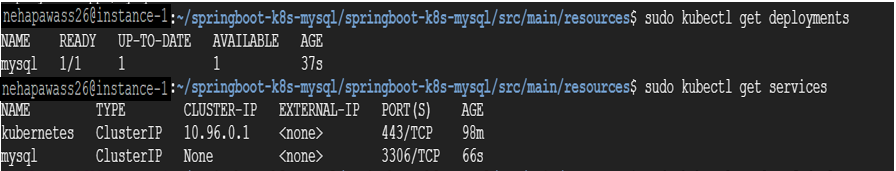 nehapawass26@instance-1:~/springboot-k8s-mysql/springboot-k8s-mysql/src/main/resources$ sudo kubectl get deployments
NAME READY UP-TO-DATE AVAILABLE AGE
mysql 1/1 1 1 37s
nehapawass26@instance-1:~/springboot-k8s-mysql/springboot-k8s-mysql/src/main/resources$ sudo kubectl get services
NAME TYPE CLUSTER-IP EXTERNAL-IP PORT(S) AGE
kubernetes ClusterIP 10.96.0.1 <none> 443/TCP 98m
mysql ClusterIP None <none> 3306/TCP 66s